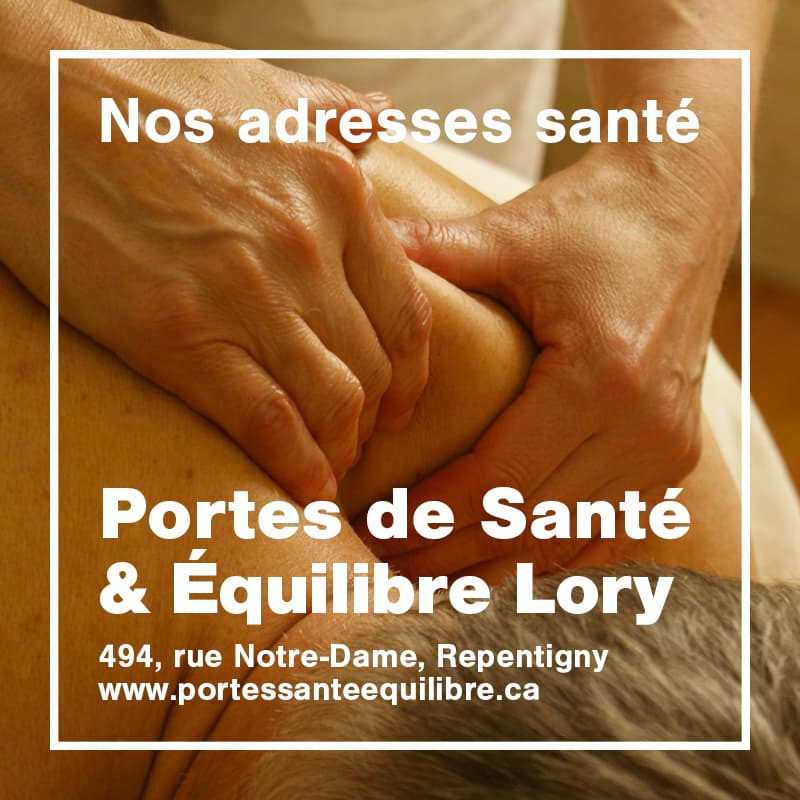 Nos adresses santé
Portes de Santé
& Équilibre Lory
494, rue Notre-Dame, Repentigny
www.portessanteequilibre.ca